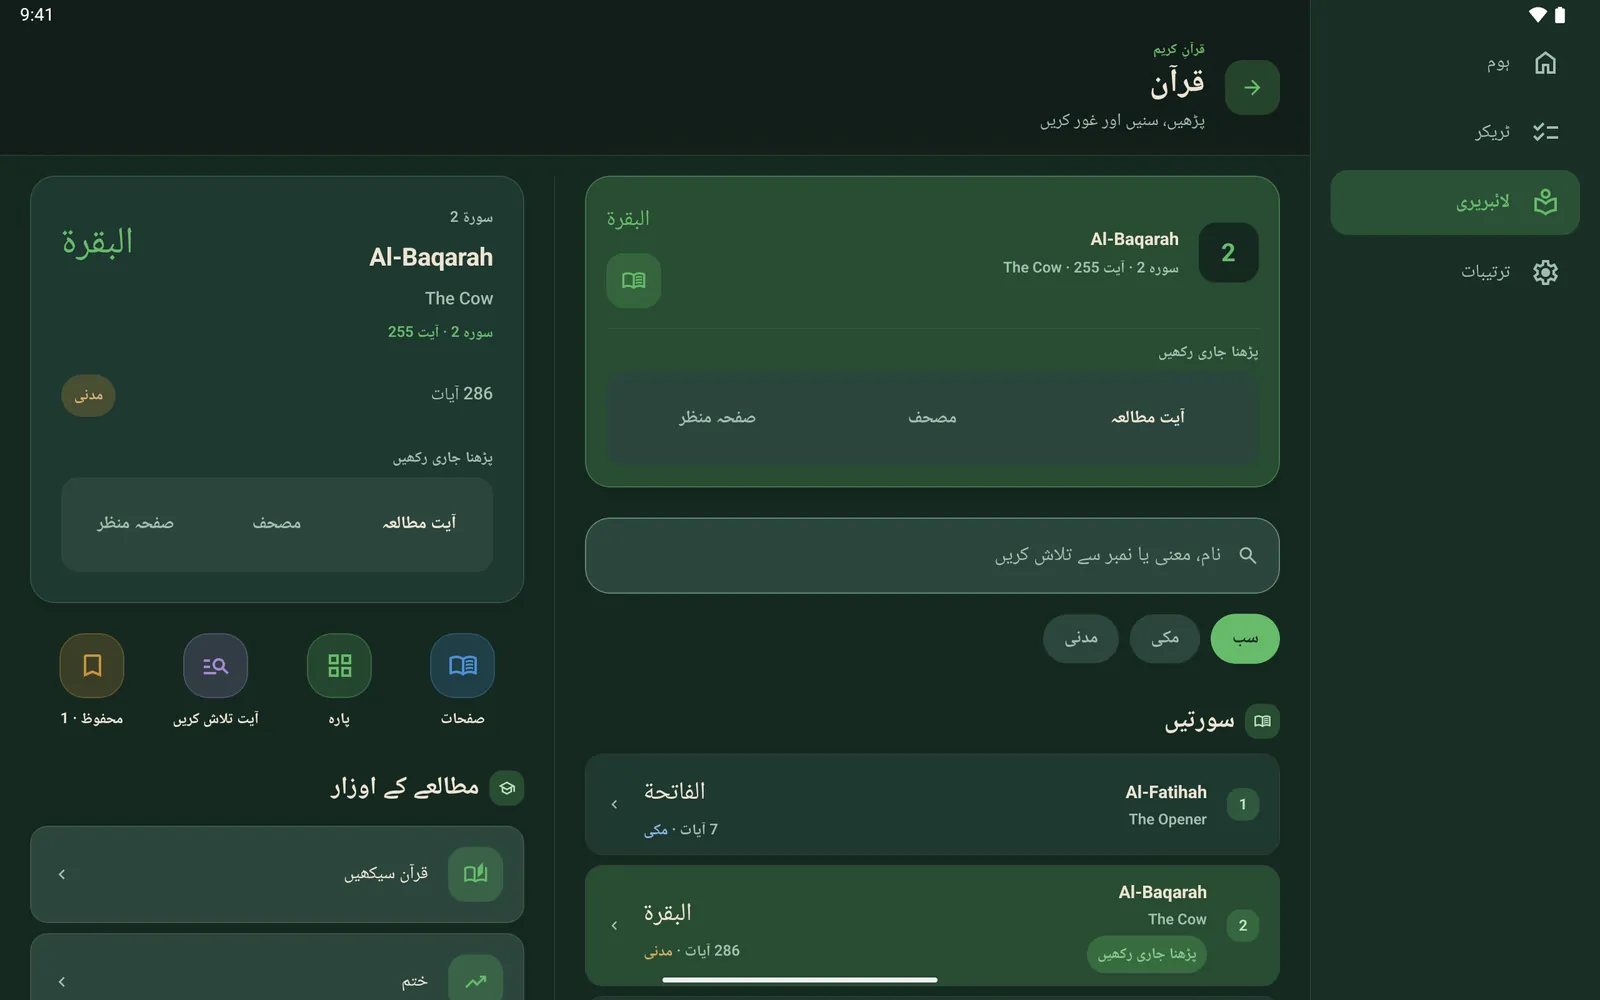 9:41
ہوم
ٹریکر
لائبریری
ترتیبات
قرآنِ کریم
قرآن
پڑھیں، سنیں اور غور کریں
2
Al-Baqarah
سورہ 2 · آیت 255 · The Cow
البقرة
پڑھنا جاری رکھیں
آیت مطالعہ
مصحف
صفحہ منظر
نام، معنی یا نمبر سے تلاش کریں
سب
مکی
مدنی
سورتیں
1
Al-Fatihah
The Opener
الفاتحة
7 آیات · مکی
2
Al-Baqarah
The Cow
پڑھنا جاری رکھیں
البقرة
286 آیات · مدنی
سورة 2
Al-Baqarah
The Cow
سورہ 2 · آیت 255
البقرة
286 آیات
مدنی
پڑھنا جاری رکھیں
آیت مطالعہ
مصحف
صفحہ منظر
صفحات
پارہ
آیت تلاش کریں
محفوظ · 1
مطالعے کے اوزار
قرآن سیکھیں
ختم